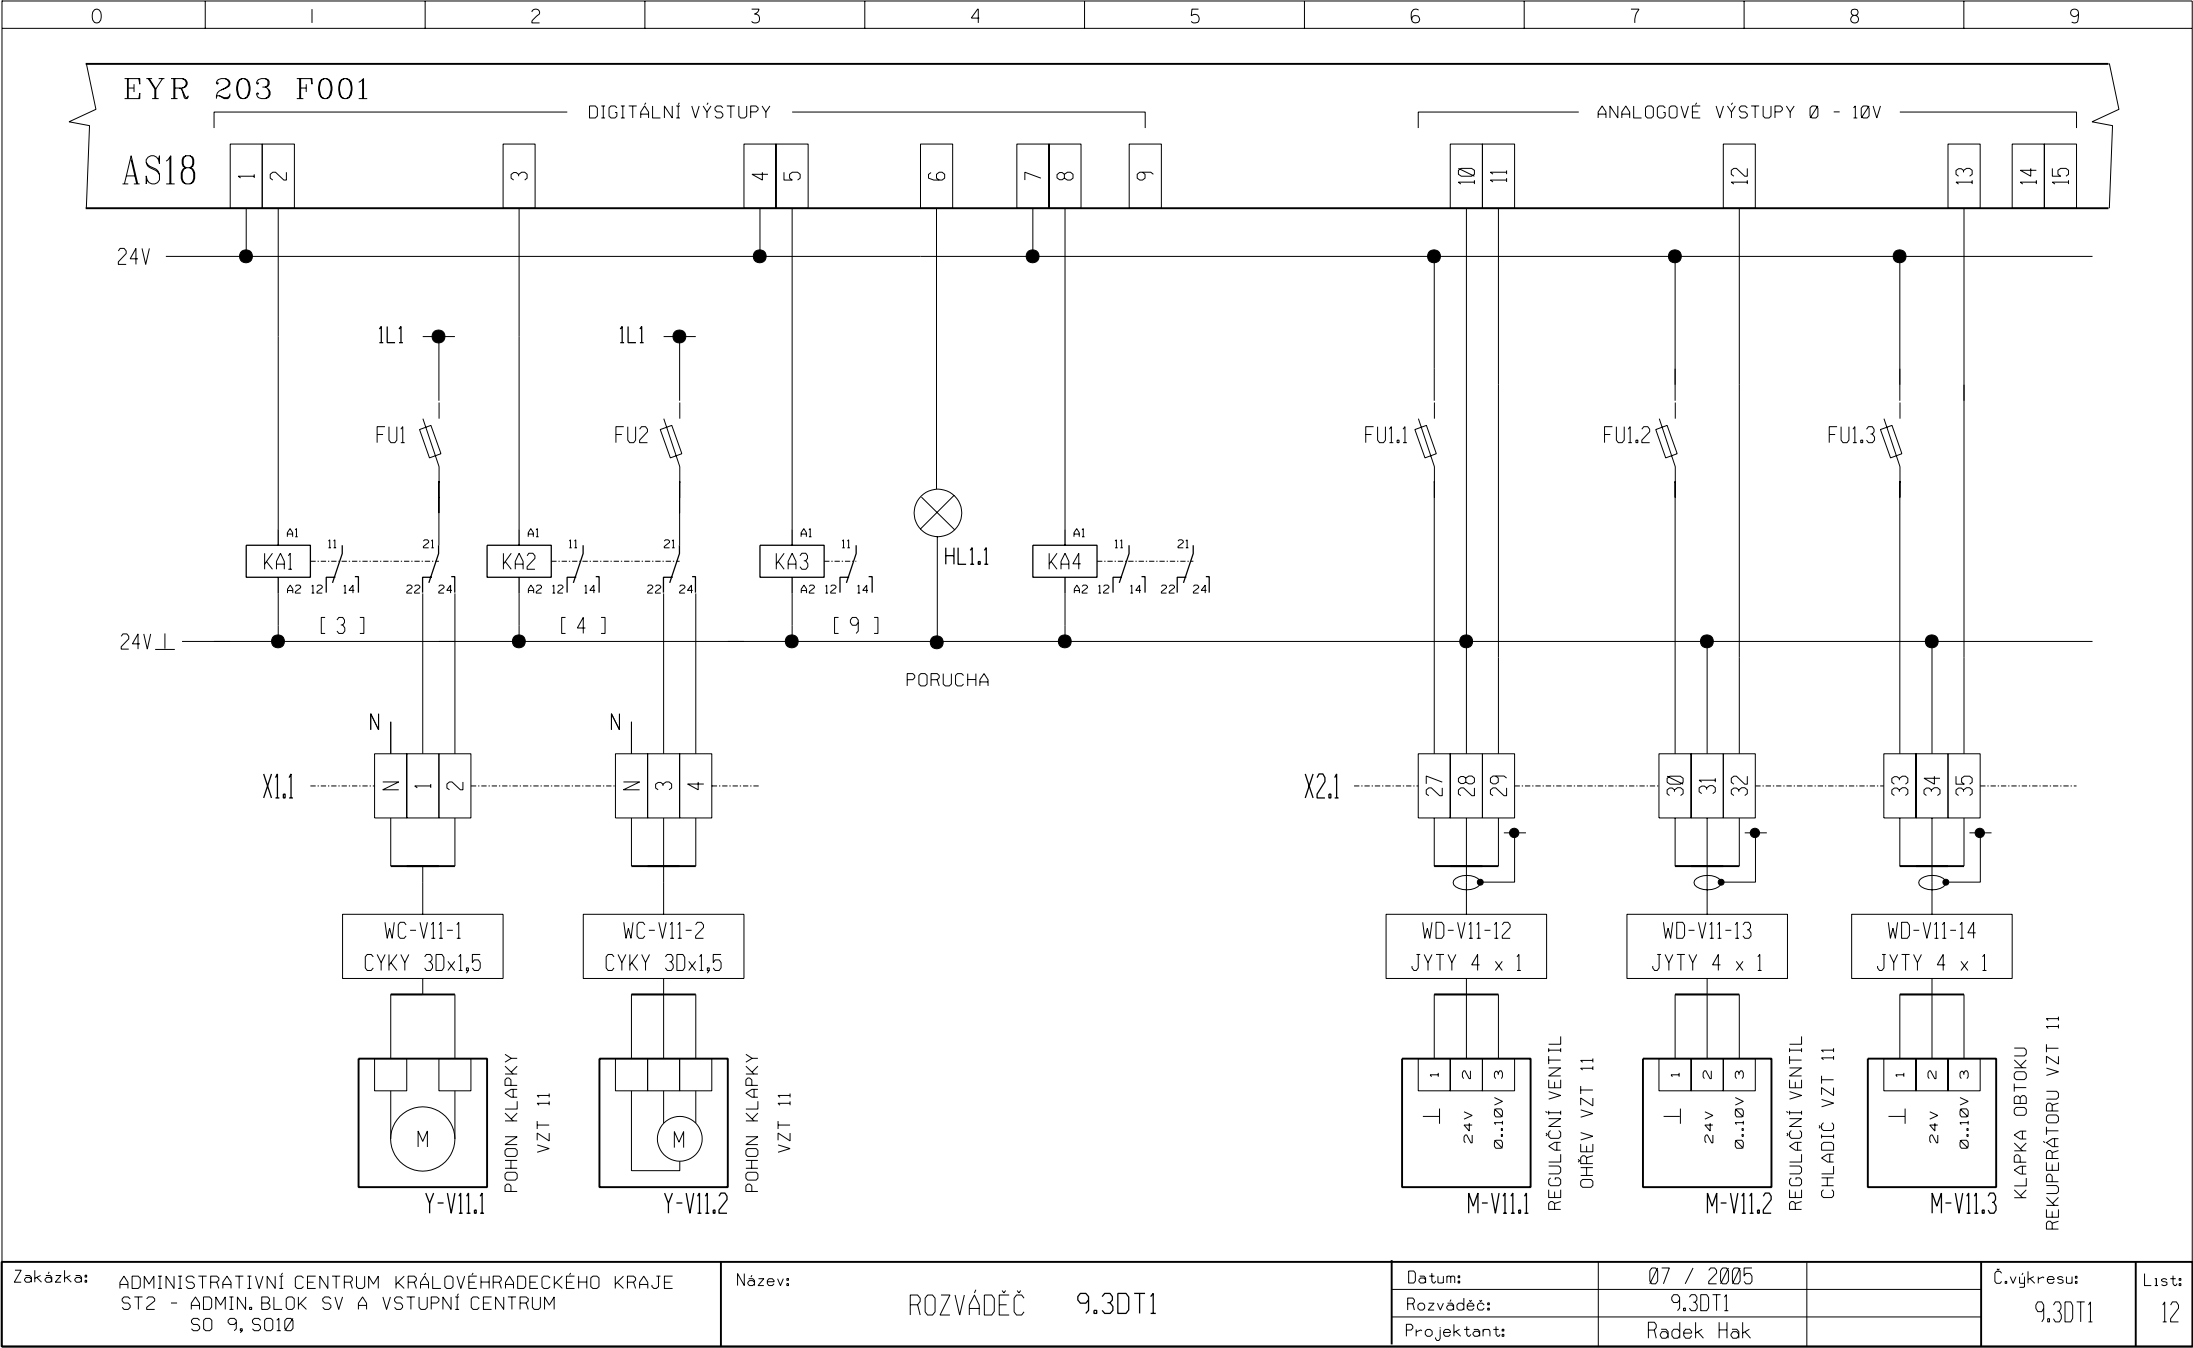 0 1 2 3 4 5 6 7 8 9
EYR 203 F001
DIGITÁLNÍ VÝSTUPY
ANALOGOVÉ VÝSTUPY Ø - 1ØV
AS18
1 2 3 4 5 6 7 8 9 10 11 12 13 14 15
24V
1L1 1L1
FU1 FU2 FU1.1 FU1.2 FU1.3
A1 11 21 A1 11 21 A1 11 A1 11 21
KA1 KA2 KA3 HL1.1 KA4
A2 12 14 22 24 A2 12 14 22 24 A2 12 14 A2 12 14 22 24
[ 3 ] [ 4 ] [ 9 ]
24V⊥
PORUCHA
N N
X1.1 N 1 2 N 3 4 X2.1 27 28 29 30 31 32 33 34 35
WC-V11-1 WC-V11-2 WD-V11-12 WD-V11-13 WD-V11-14
CYKY 3Dx1,5 CYKY 3Dx1,5 JYTY 4 x 1 JYTY 4 x 1 JYTY 4 x 1
M
Y-V11.1
POHON KLAPKY
VZT 11
M
Y-V11.2
POHON KLAPKY
VZT 11
1 2 3
⊥ 24V Ø..1ØV
M-V11.1
REGULAČNÍ VENTIL
OHŘEV VZT 11
1 2 3
⊥ 24V Ø..1ØV
M-V11.2
REGULAČNÍ VENTIL
CHLADIČ VZT 11
1 2 3
⊥ 24V Ø..1ØV
M-V11.3
KLAPKA OBTOKU
REKUPERÁTORU VZT 11
Zakázka: ADMINISTRATIVNÍ CENTRUM KRÁLOVÉHRADECKÉHO KRAJE
ST2 - ADMIN. BLOK SV A VSTUPNÍ CENTRUM
SO 9, SO1Ø
Název:
ROZVÁDĚČ 9.3DT1
Datum: Ø7 / 2005
Rozváděč: 9.3DT1
Projektant: Radek Hak
Č.výkresu:
9.3DT1
List:
12